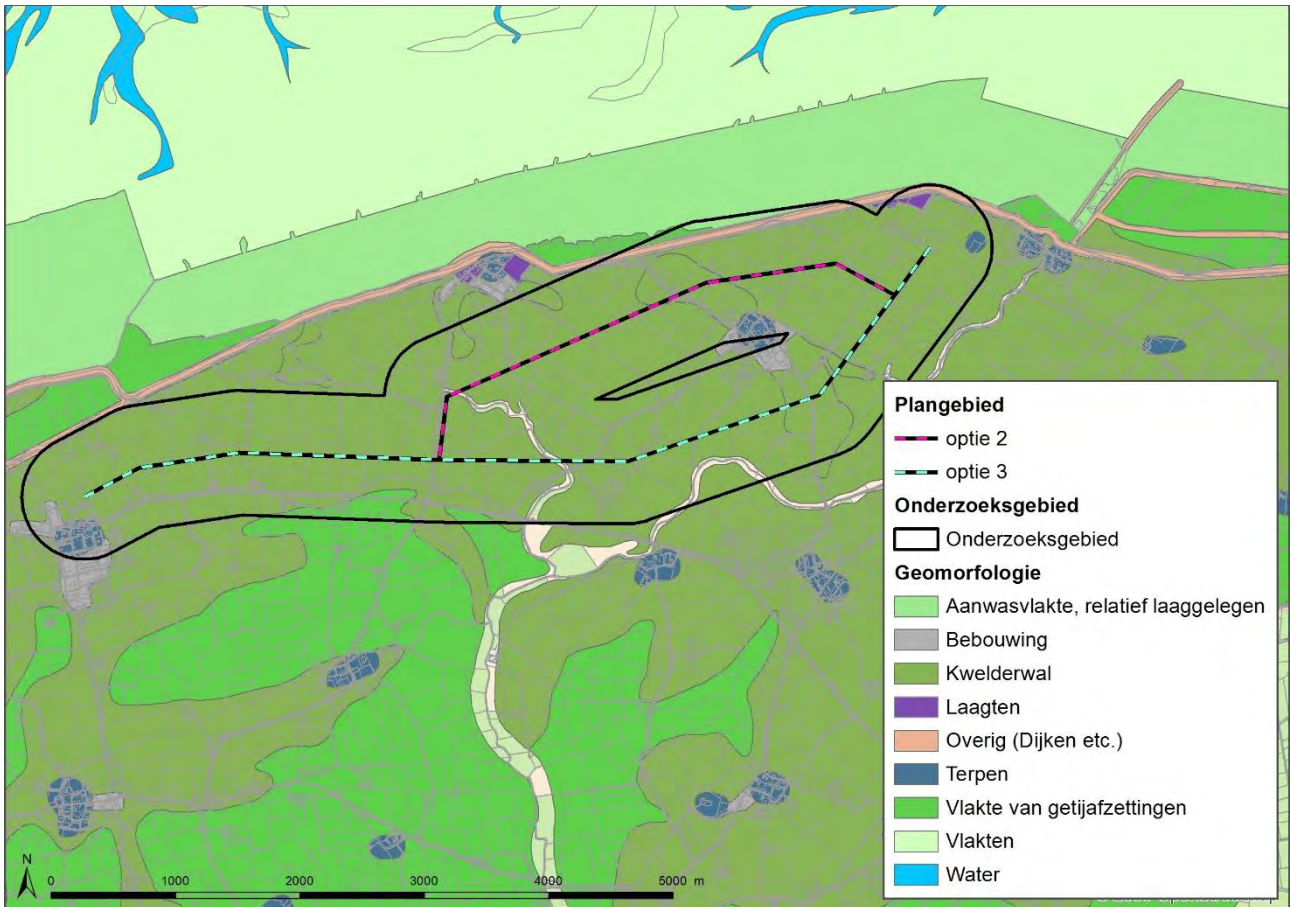 Plangebied
optie 2
optie 3
Onderzoeksgebied
Onderzoeksgebied
Geomorfologie
Aanwasvlakte, relatief laaggelegen
Bebouwing
Kwelderwal
Laagten
Overig (Dijken etc.)
Terpen
Vlakte van getijafzettingen
Vlakten
Water
N
0 1000 2000 3000 4000 5000 m